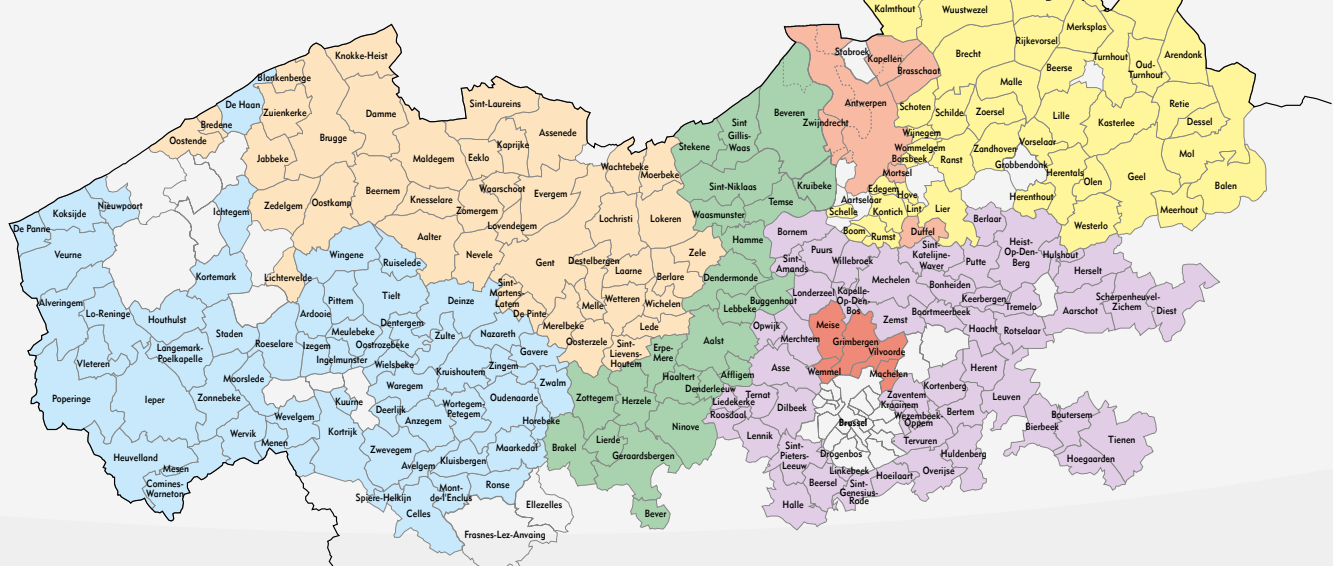 Kalmthout
Wuustwezel
Merksplas
Rijkevorsel
Knokke-Heist
Stabroek
Kapellen
Brecht
Turnhout
Arendonk
Beerse
Oud-
Turnhout
Brasschaat
Blankenberge
Malle
De Haan
Zuienkerke
Damme
Sint-Laureins
Antwerpen
Schoten
Schilde
Zoersel
Lille
Retie
Beveren
Bredene
Zwijndrecht
Kasterlee
Dessel
Oostende
Brugge
Assenede
Sint
Gillis-
Waas
Wijnegem
Kaprijke
Stekene
Wommelgem
Vorselaar
Zandhoven
Jabbeke
Maldegem
Eeklo
Borsbeek
Ranst
Mol
Wachtebeke
Grobbendonk
Moerbeke
Mortsel
Herentals
Olen
Geel
Beernem
Waarschoot
Evergem
Sint-Niklaas
Kruibeke
Edegem
Balen
Hove
Knesselare
Aartselaar
Herenthout
Zedelgem
Oostkamp
Temse
Nieuwpoort
Koksijde
Ichtegem
Zomergem
Schelle
Kontich
Lint
Lier
Meerhout
Waasmunster
Lochristi
Lokeren
Berlaar
Lovendegem
Westerlo
De Panne
Boom
Rumst
Duffel
Bornem
Aalter
Hamme
Heist-
Op-Den-
Berg
Sint-
Katelijne-
Waver
Puurs
Veurne
Wingene
Nevele
Zele
Hulshout
Ruiselede
Gent
Destelbergen
Sint-
Amands
Willebroek
Putte
Laarne
Kortemark
Lichtervelde
Berlare
Dendermonde
Mechelen
Herselt
Bonheiden
Sint-
Martens-
Latem
Londerzeel
Kapelle-
Op-Den-
Bos
Alveringem
Pittem
Tielt
Deinze
Wetteren
Wichelen
Buggenhout
Keerbergen
Tremelo
Scherpenheuvel-
Zichem
Melle
Lebbeke
Lo-Reninge
Ardooie
De Pinte
Boortmeerbeek
Aarschot
Diest
Houthulst
Dentergem
Zemst
Merelbeke
Lede
Opwijk
Meise
Staden
Meulebeke
Zulte
Nazareth
Haacht
Rotselaar
Roeselare
Izegem
Oostrozebeke
Oosterzele
Sint-
Lievens-
Houtem
Erpe-
Mere
Aalst
Merchtem
Grimbergen
Langemark-
Poelkapelle
Ingelmunster
Gavere
Vilvoorde
Vleteren
Wielsbeke
Kruishoutem
Zingem
Asse
Wemmel
Machelen
Herent
Moorslede
Waregem
Zwalm
Haaltert
Affligem
Denderleeuw
Kortenberg
Poperinge
Ieper
Zonnebeke
Kuurne
Oudenaarde
Zottegem
Herzele
Ternat
Zaventem
Leuven
Liedekerke
Kraainem
Deerlijk
Wortegem-
Petegem
Dilbeek
Bertem
Roosdaal
Wezembeek-
Oppem
Boutersem
Wevelgem
Anzegem
Horebeke
Brussel
Bierbeek
Ninove
Wervik
Kortrijk
Lennik
Tienen
Menen
Lierde
Tervuren
Zwevegem
Maarkedal
Brakel
Geraardsbergen
Sint-
Pieters-
Leeuw
Drogenbos
Huldenberg
Heuvelland
Hoegaarden
Kluisbergen
Avelgem
Mesen
Linkebeek
Overijse
Hoeilaart
Comines-
Warneton
Beersel
Sint-
Genesius-
Rode
Ronse
Mont-
de-l'Enclus
Spiere-Helkijn
Halle
Ellezelles
Celles
Bever
Frasnes-Lez-Anvaing